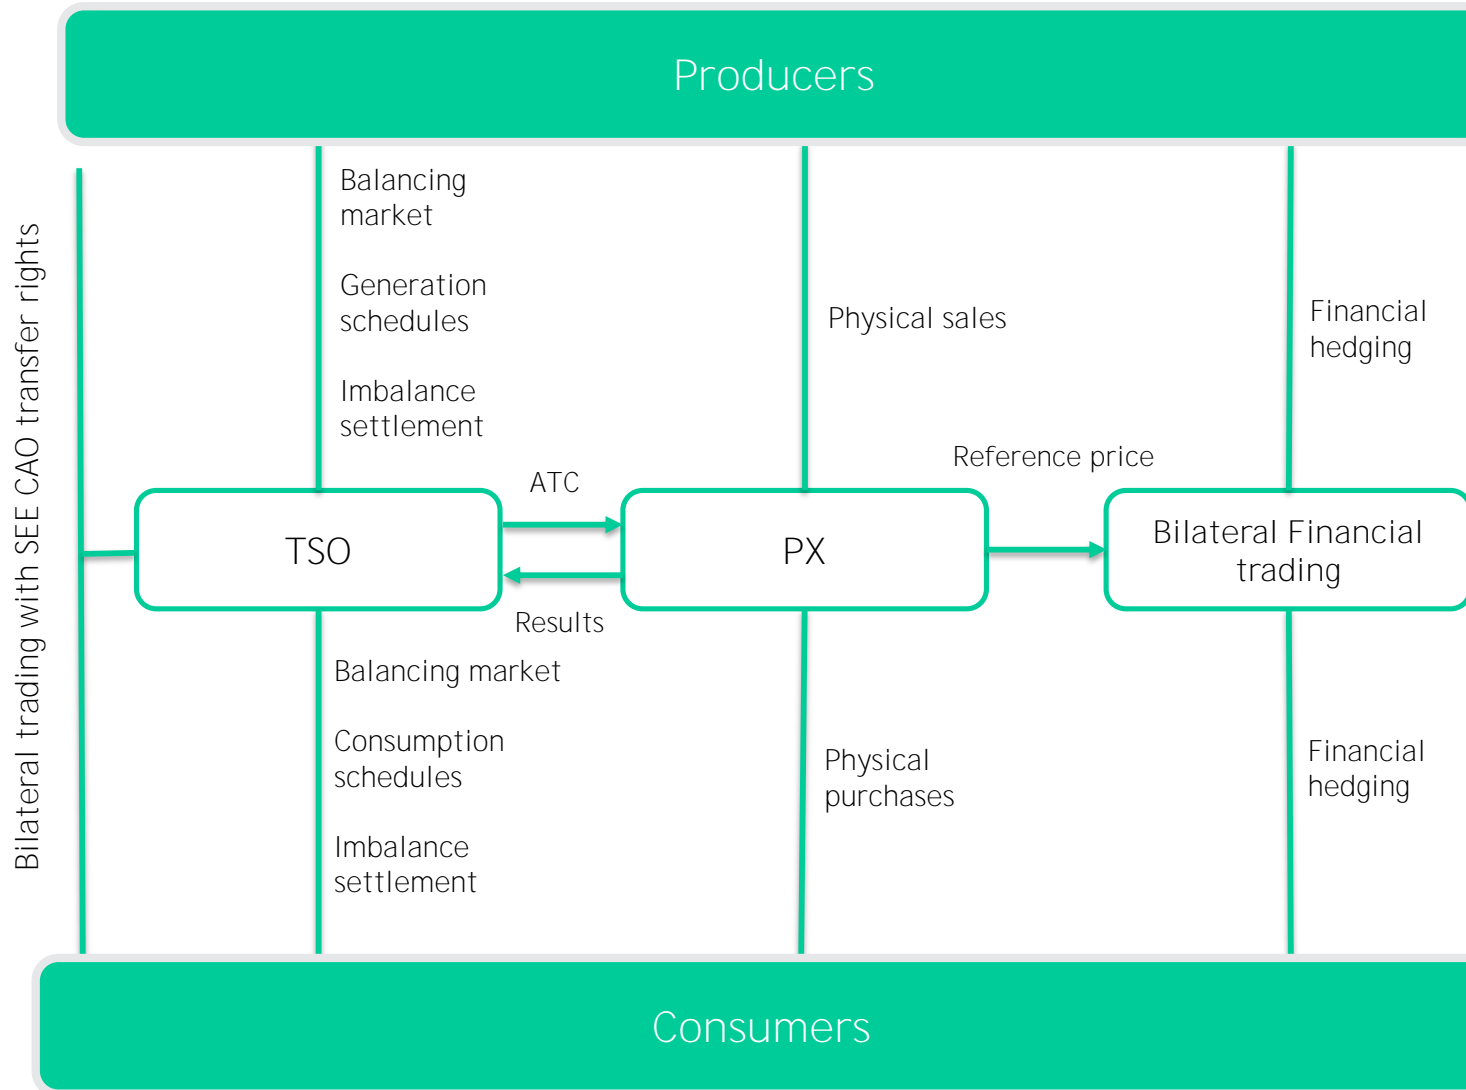 Producers
Bilateral trading with SEE CAO transfer rights
Balancing
market
Generation
schedules
Imbalance
settlement
Physical sales
Financial
hedging
ATC
Reference price
TSO
PX
Bilateral Financial
trading
Results
Balancing market
Consumption
schedules
Imbalance
settlement
Physical
purchases
Financial
hedging
Consumers